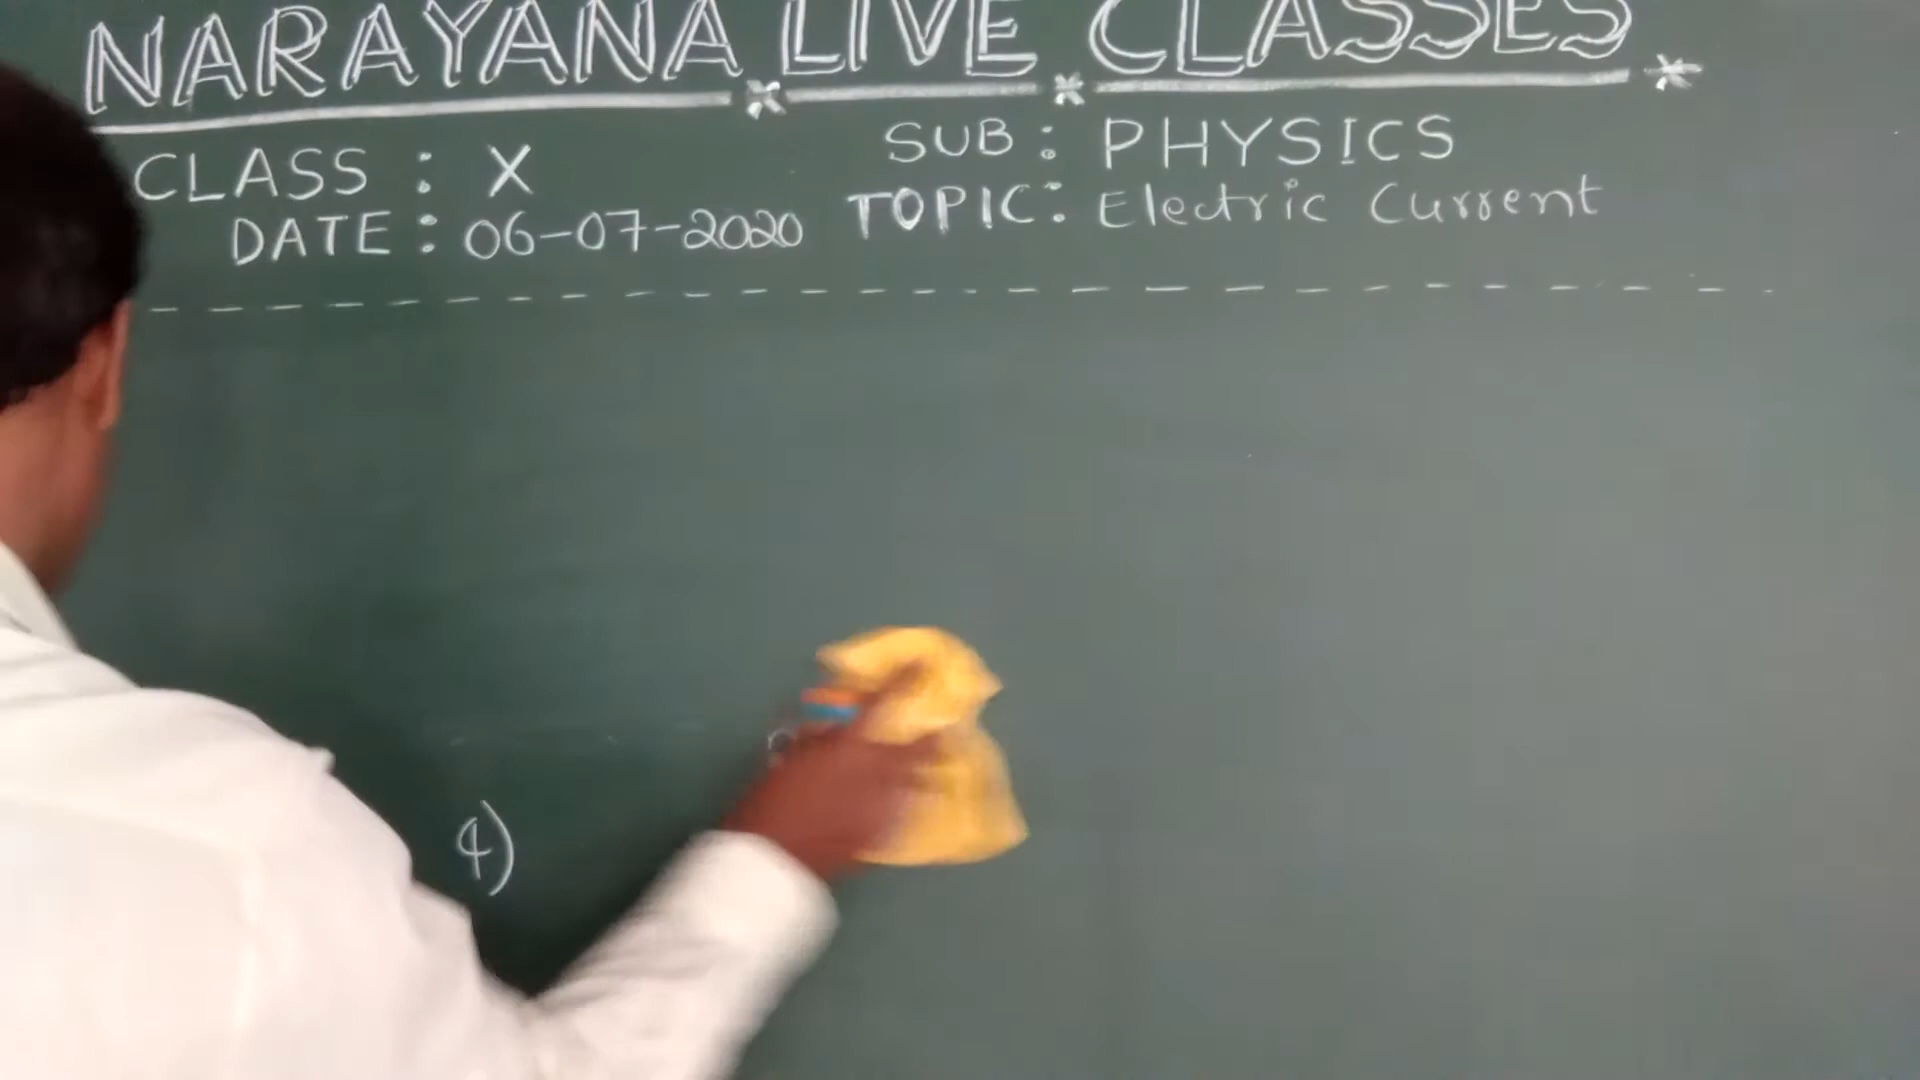 NARAYANA LIVE CLASSES
CLASS : X
SUB : PHYSICS
DATE : 06-07-2020
TOPIC : Electric Current
4)